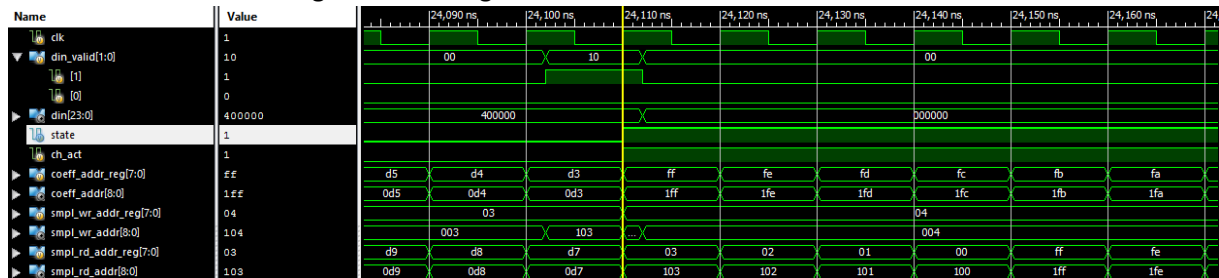 Name Value 24,090 ns 24,100 ns 24,110 ns 24,120 ns 24,130 ns 24,140 ns 24,150 ns 24,160 ns 24
clk 1
din_valid[1:0] 10 00 10 00
[1] 1
[0] 0
din[23:0] 400000 400000 000000
state 1
ch_act 1
coeff_addr_reg[7:0] ff d5 d4 d3 ff fe fd fc fb fa
coeff_addr[8:0] 1ff 0d5 0d4 0d3 1ff 1fe 1fd 1fc 1fb 1fa
smpl_wr_addr_reg[7:0] 04 03 04
smpl_wr_addr[8:0] 104 003 103 ... 004
smpl_rd_addr_reg[7:0] 03 d9 d8 d7 03 02 01 00 ff fe
smpl_rd_addr[8:0] 103 0d9 0d8 0d7 103 102 101 100 1ff 1fe